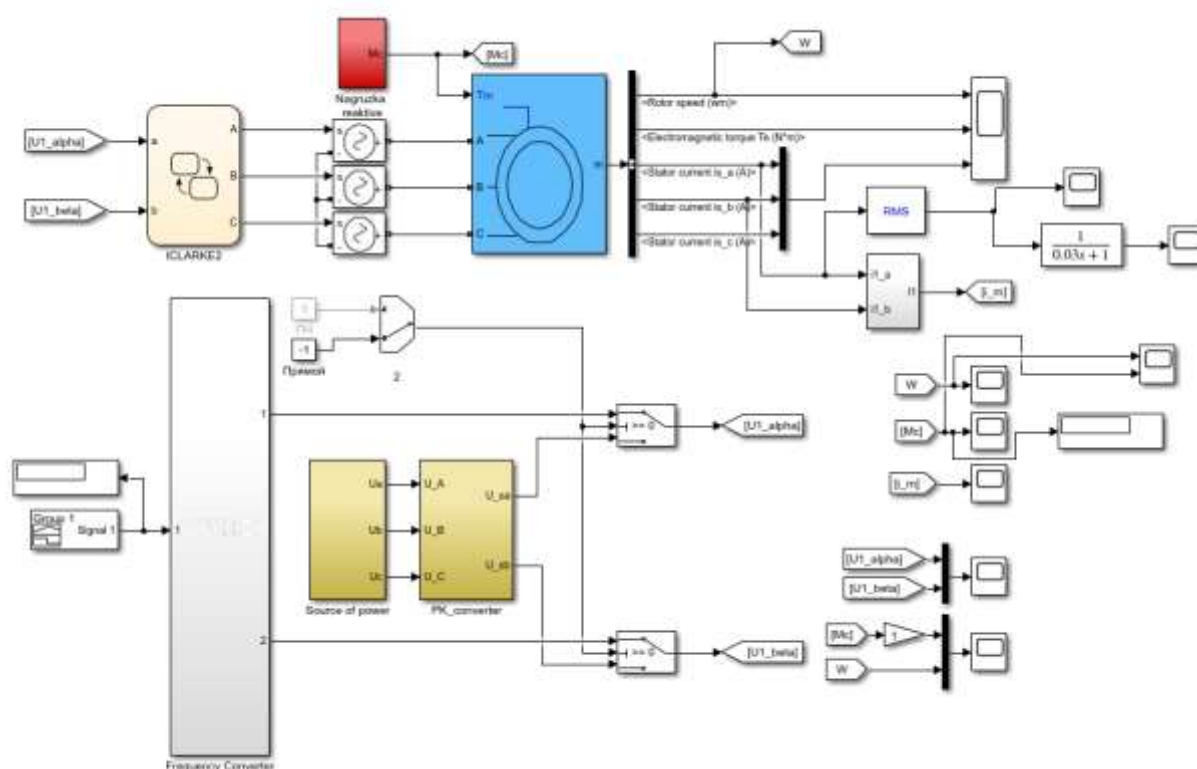 W
Mc
[Mc]
Nagruzka
reaktive
Tm
<Rotor speed (wm)>
<Electromagnetic torque Te (N*m)>
[U1_alpha]
a
A
s
A
m
<Stator current is_a (A)>
B
s
B
<Stator current is_b (A)>
RMS
[U1_beta]
b
C
s
C
<Stator current is_c (A)>
1
0.03s + 1
ICLARKE2
i1_a
I1
[i_m]
i1_b
-1
Прямой
2
W
1
>= 0
[U1_alpha]
[Mc]
[i_m]
Group 1
Signal 1
1
Ua
U_A
U_sa
Ub
U_B
Uc
U_C
U_sb
Source of power
PK_converter
[U1_alpha]
[U1_beta]
2
>= 0
[U1_beta]
[Mc]
1
W
Frequency Converter